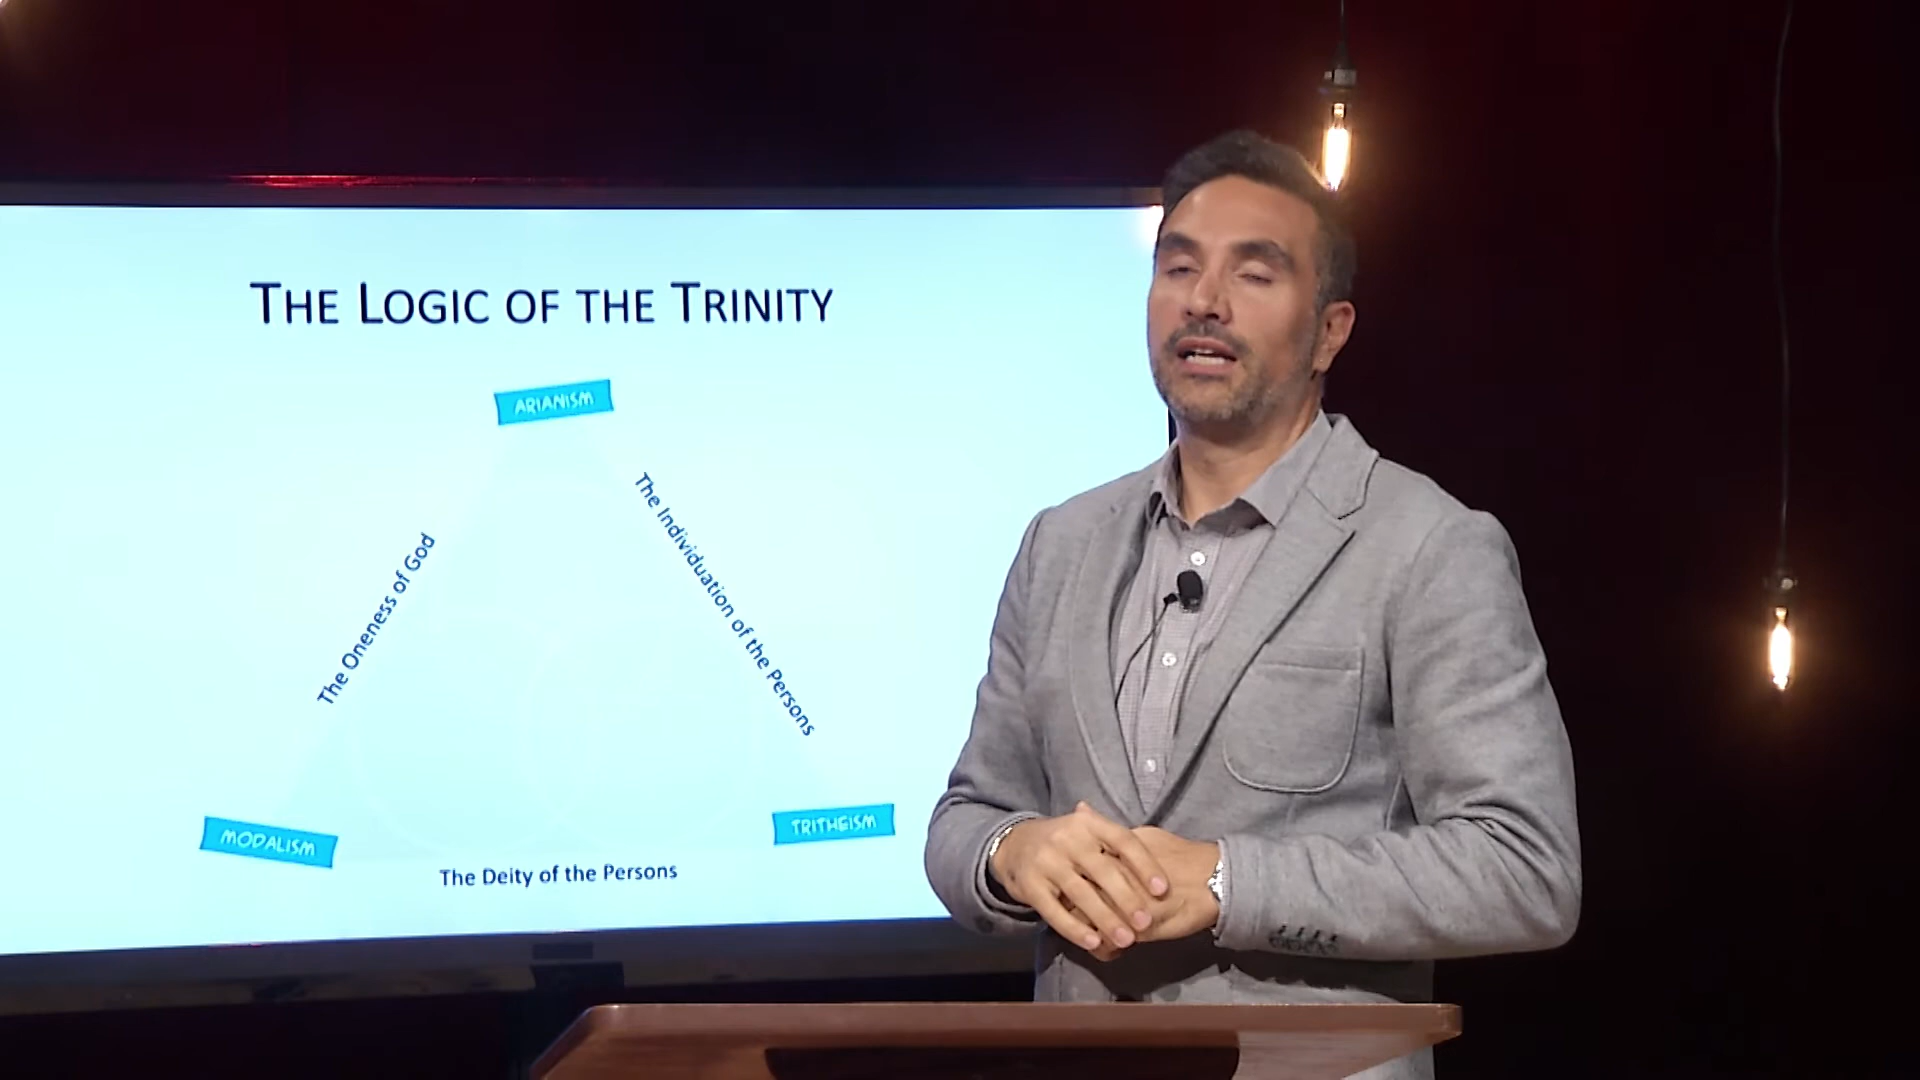 THE LOGIC OF THE TRINITY
ARIANISM
The Oneness of God
The Individuation of the Persons
MODALISM
TRITHEISM
The Deity of the Persons